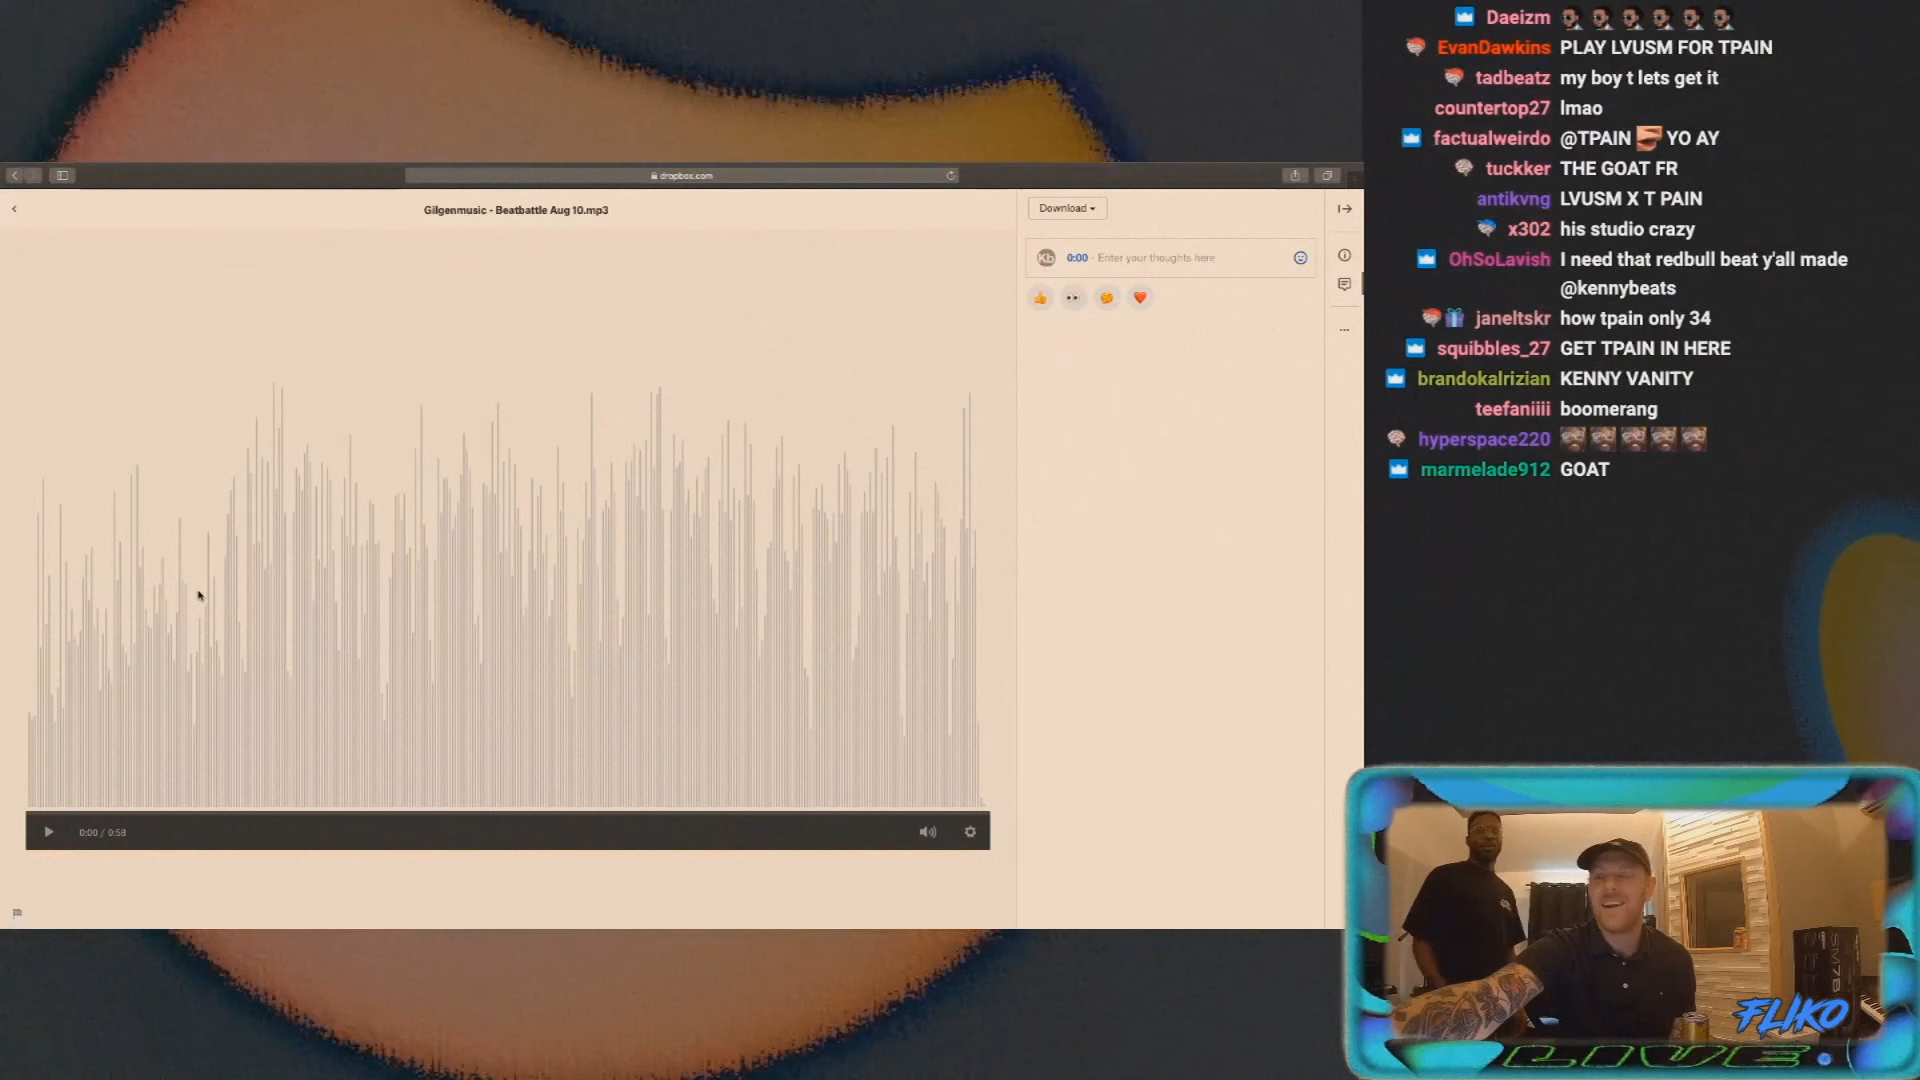 dropbox.com
Gilgenmusic - Beatbattle Aug 10.mp3
Download
Kb 0:00 - Enter your thoughts here
0:00 / 0:58
Daeizm
EvanDawkins PLAY LVUSM FOR TPAIN
tadbeatz my boy t lets get it
countertop27 lmao
factualweirdo @TPAIN YO AY
tuckker THE GOAT FR
antikvng LVUSM X T PAIN
x302 his studio crazy
OhSoLavish I need that redbull beat y'all made
@kennybeats
janeltskr how tpain only 34
squibbles_27 GET TPAIN IN HERE
brandokalrizian KENNY VANITY
teefaniiii boomerang
hyperspace220
marmelade912 GOAT
SM7B
FLIKO
LIVE